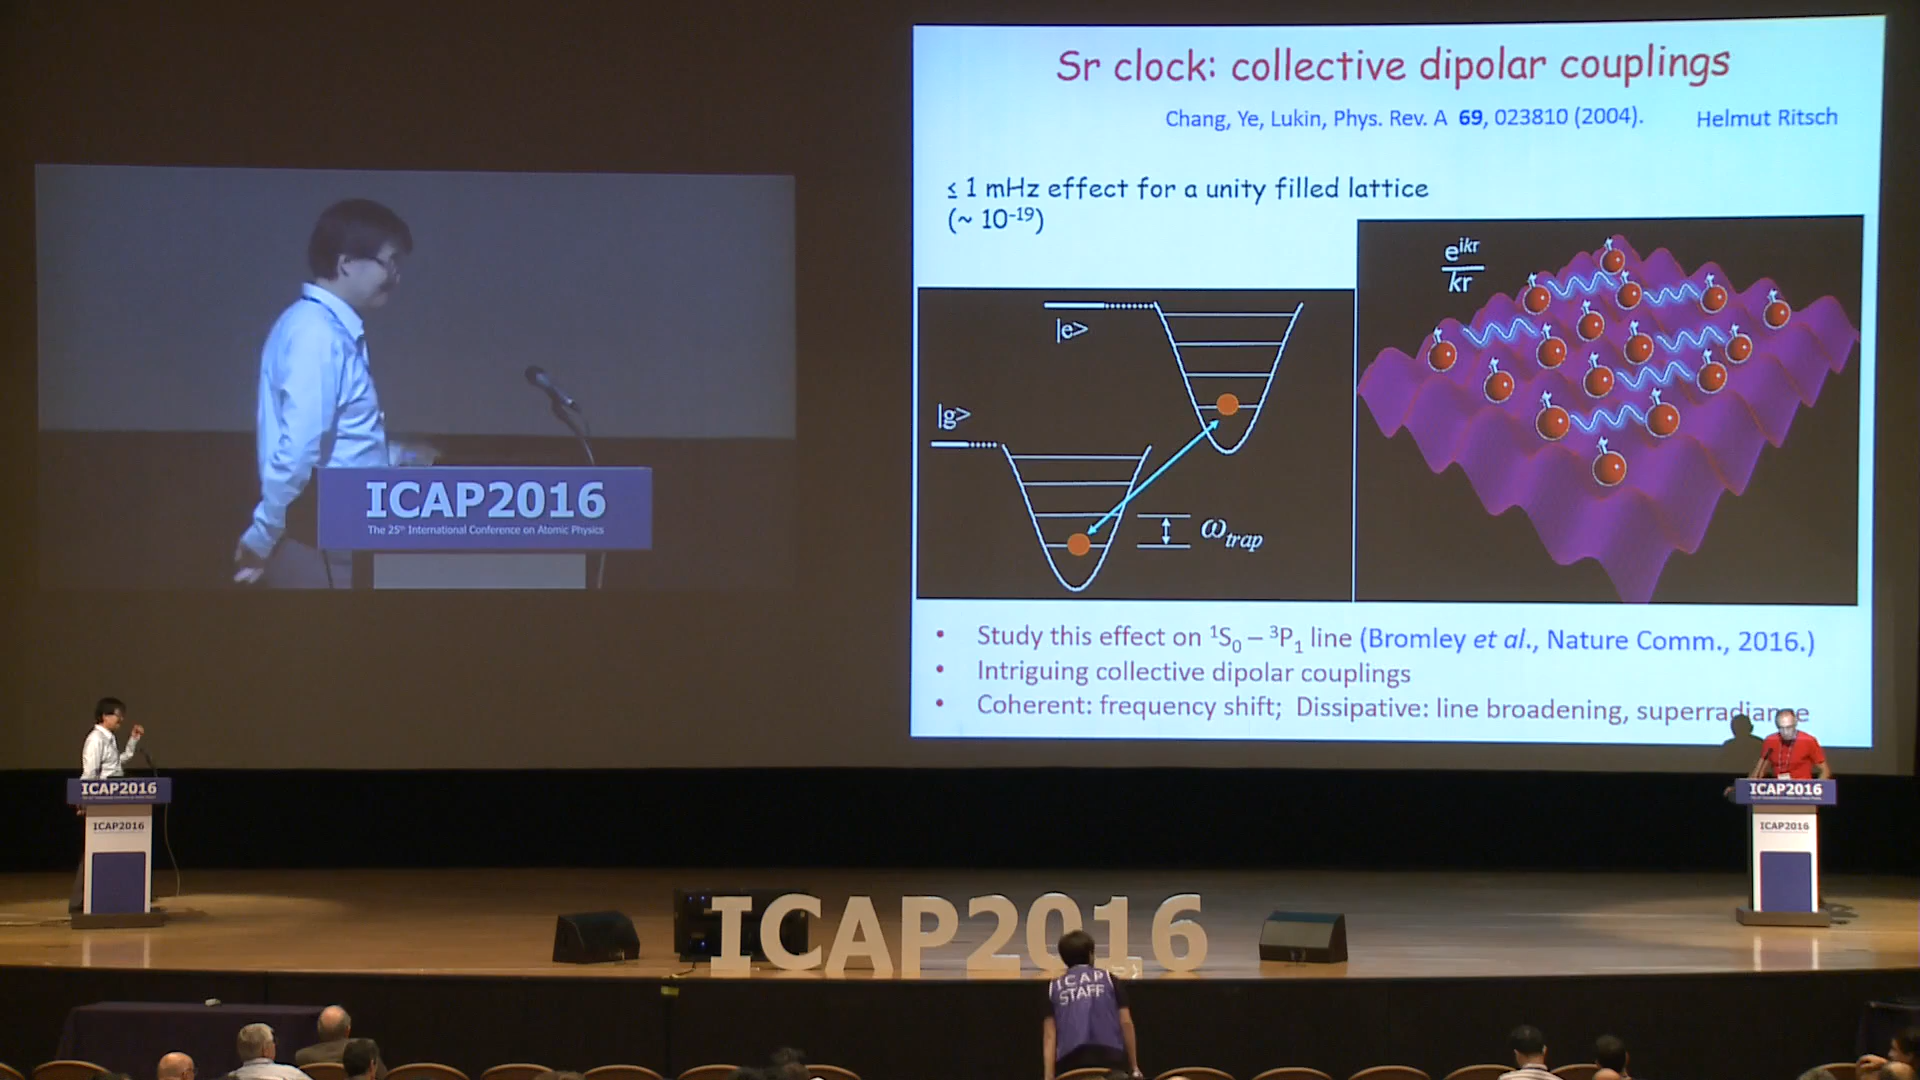 Sr clock: collective dipolar couplings
Chang, Ye, Lukin, Phys. Rev. A 69, 023810 (2004). Helmut Ritsch
≤ 1 mHz effect for a unity filled lattice
(~ 10⁻¹⁹)
|e>
|g>
ω_trap
e^ikr
kr
• Study this effect on ¹S₀ – ³P₁ line (Bromley et al., Nature Comm., 2016.)
• Intriguing collective dipolar couplings
• Coherent: frequency shift; Dissipative: line broadening, superradiance
ICAP2016
The 25th International Conference on Atomic Physics
ICAP2016
ICAP2016
ICAP2016
ICAP2016
ICAP2016
ICAP
STAFF